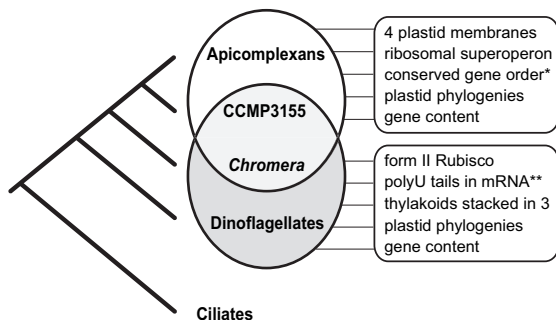 Apicomplexans
CCMP3155
Chromera
Dinoflagellates
Ciliates
4 plastid membranes
ribosomal superoperon
conserved gene order*
plastid phylogenies
gene content
form II Rubisco
polyU tails in mRNA**
thylakoids stacked in 3
plastid phylogenies
gene content